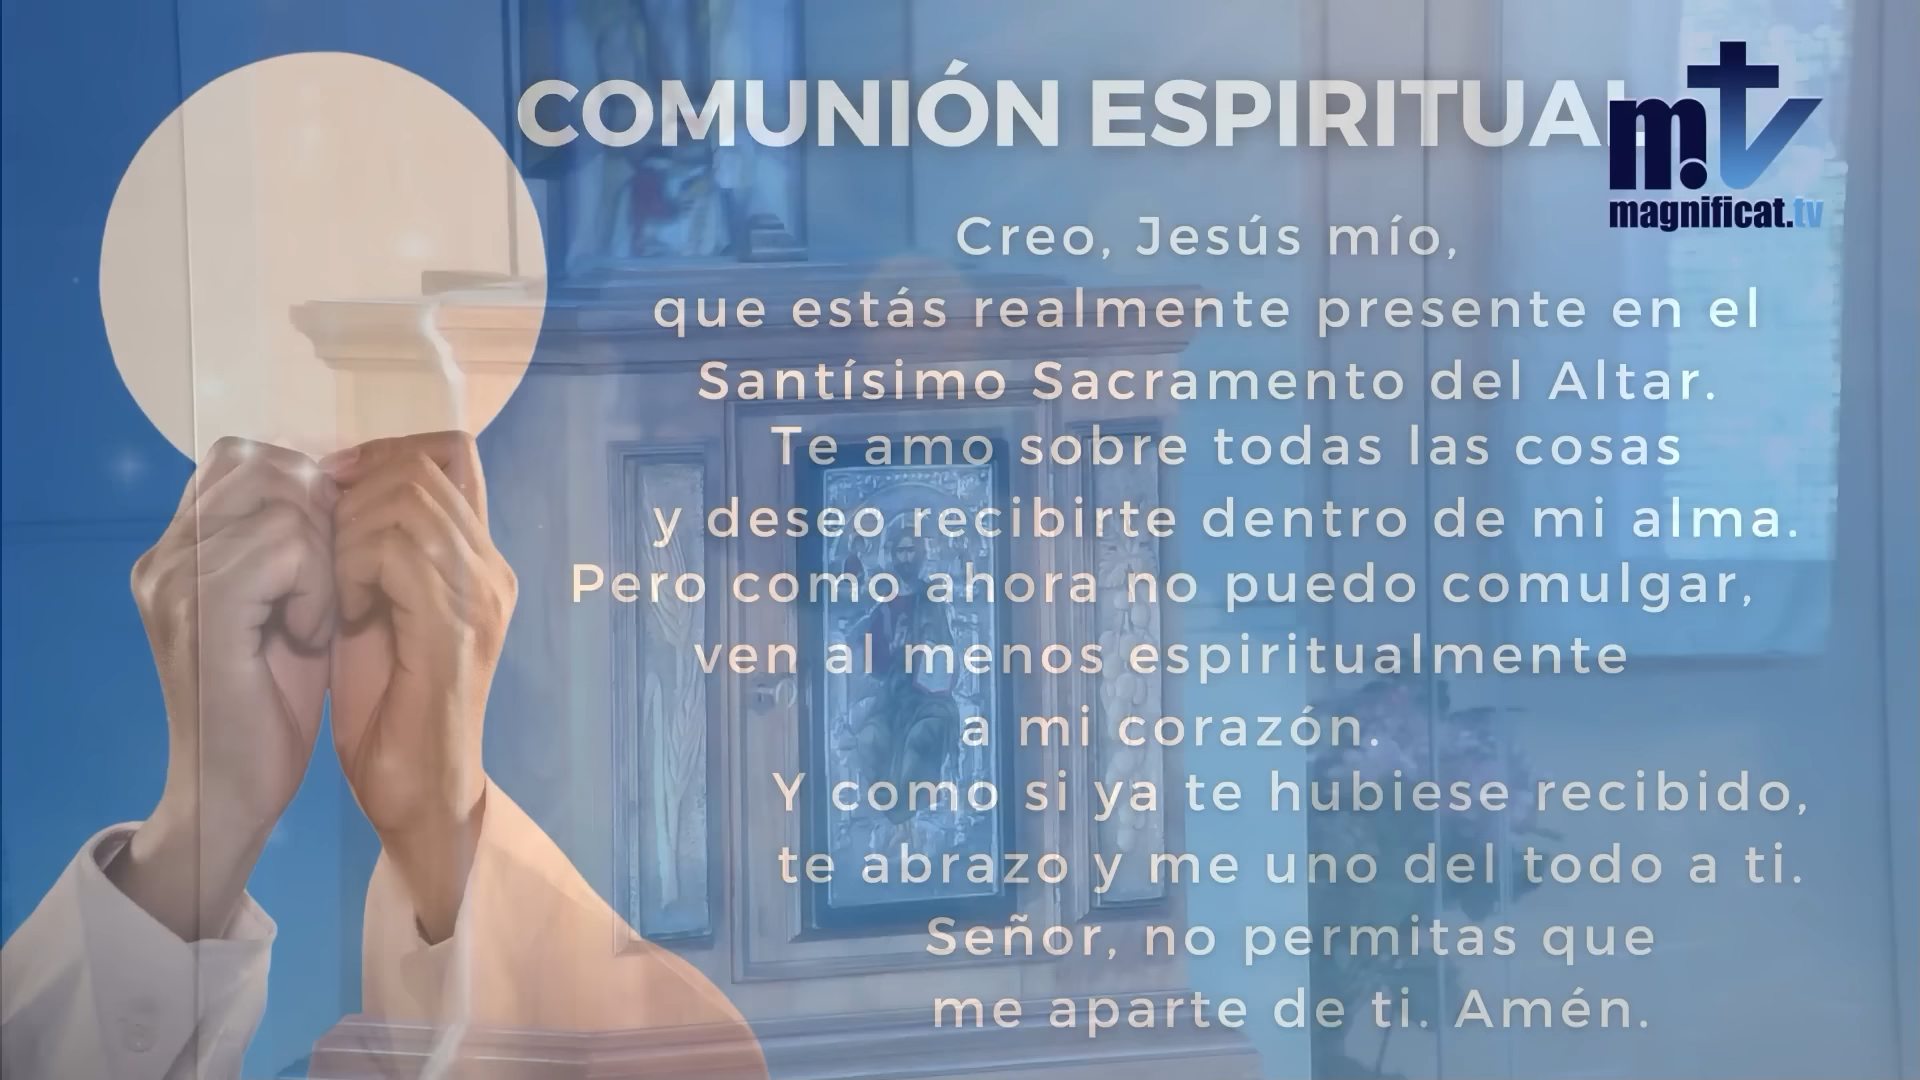 COMUNIÓN ESPIRITUAL
m.tv
magnificat.tv
Creo, Jesús mío,
que estás realmente presente en el
Santísimo Sacramento del Altar.
Te amo sobre todas las cosas
y deseo recibirte dentro de mi alma.
Pero como ahora no puedo comulgar,
ven al menos espiritualmente
a mi corazón.
Y como si ya te hubiese recibido,
te abrazo y me uno del todo a ti.
Señor, no permitas que
me aparte de ti. Amén.